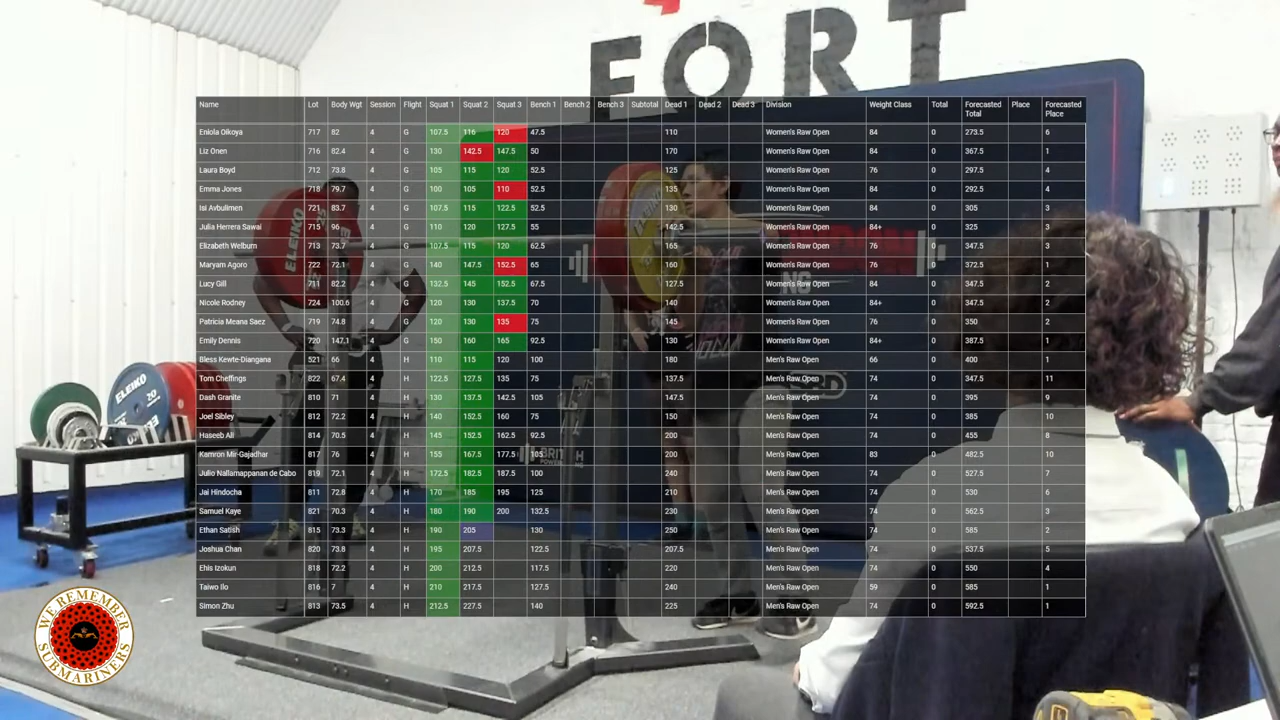 FORT
Name Lot Body Wgt Session Flight Squat 1 Squat 2 Squat 3 Bench 1 Bench 2 Bench 3 Subtotal Dead 1 Dead 2 Dead 3 Division Weight Class Total Forecasted Total Place Forecasted Place
Eniola Oikoya 717 82 4 G 107.5 116 120 47.5 110 Women's Raw Open 84 0 273.5 6
Liz Onen 716 82.4 4 G 130 142.5 147.5 50 170 Women's Raw Open 84 0 367.5 1
Laura Boyd 712 73.8 4 G 105 115 120 52.5 125 Women's Raw Open 76 0 297.5 4
Emma Jones 718 79.7 4 G 100 105 110 52.5 135 Women's Raw Open 84 0 292.5 4
Isi Avbulimen 721 83.7 4 G 107.5 115 122.5 52.5 130 Women's Raw Open 84 0 305 3
Julia Herrera Sawai 715 96 4 G 110 120 127.5 55 142.5 Women's Raw Open 84+ 0 325 3
Elizabeth Welburn 713 73.7 4 G 107.5 115 120 62.5 165 Women's Raw Open 76 0 347.5 3
Maryam Agoro 722 72.1 4 G 140 147.5 152.5 65 160 Women's Raw Open 76 0 372.5 1
Lucy Gill 711 82.2 4 G 132.5 145 152.5 67.5 127.5 Women's Raw Open 84 0 347.5 2
Nicole Rodney 724 100.6 4 G 120 130 137.5 70 140 Women's Raw Open 84+ 0 347.5 2
Patricia Meana Saez 719 74.8 4 G 120 130 135 75 145 Women's Raw Open 76 0 350 2
Emily Dennis 720 147.1 4 G 150 160 165 92.5 130 Women's Raw Open 84+ 0 387.5 1
Bless Kewte-Diangana 521 66 4 H 110 115 120 100 180 Men's Raw Open 66 0 400 1
Tom Cheffings 822 67.4 4 H 122.5 127.5 135 75 137.5 Men's Raw Open 74 0 347.5 11
Dash Granite 810 71 4 H 130 137.5 142.5 105 147.5 Men's Raw Open 74 0 395 9
Joel Sibley 812 72.2 4 H 140 152.5 160 75 150 Men's Raw Open 74 0 385 10
Haseeb Ali 814 70.5 4 H 145 152.5 162.5 92.5 200 Men's Raw Open 74 0 455 8
Kamron Mir-Gajadhar 817 76 4 H 155 167.5 177.5 105 200 Men's Raw Open 83 0 482.5 10
Julio Nallamappanan de Cabo 819 72.1 4 H 172.5 182.5 187.5 100 240 Men's Raw Open 74 0 527.5 7
Jai Hindocha 811 72.8 4 H 170 185 195 125 210 Men's Raw Open 74 0 530 6
Samuel Kaye 821 70.3 4 H 180 190 200 132.5 230 Men's Raw Open 74 0 562.5 3
Ethan Satish 815 73.3 4 H 190 205 130 250 Men's Raw Open 74 0 585 2
Joshua Chan 820 73.8 4 H 195 207.5 122.5 207.5 Men's Raw Open 74 0 537.5 5
Ehis Izokun 818 72.2 4 H 200 212.5 117.5 220 Men's Raw Open 74 0 550 4
Taiwo Ilo 816 7 4 H 210 217.5 127.5 240 Men's Raw Open 59 0 585 1
Simon Zhu 813 73.5 4 H 212.5 227.5 140 225 Men's Raw Open 74 0 592.5 1
ELEIKO
ELEIKO
ELEIKO
20
NG
SBD
WE REMEMBER
SUBMARINERS